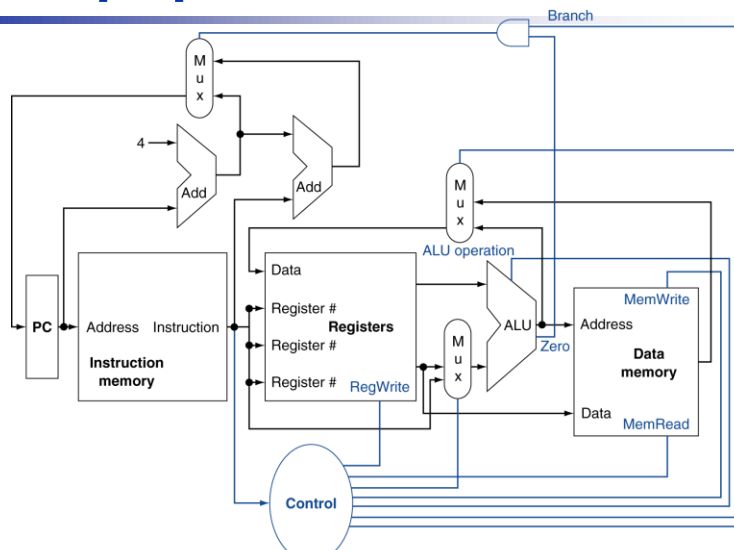 Branch
M
u
x
4
Add
Add
M
u
x
ALU operation
Data
Register #
Registers
Register #
Register #
RegWrite
PC
Address
Instruction
Instruction
memory
M
u
x
ALU
Zero
MemWrite
Address
Data
memory
Data
MemRead
Control